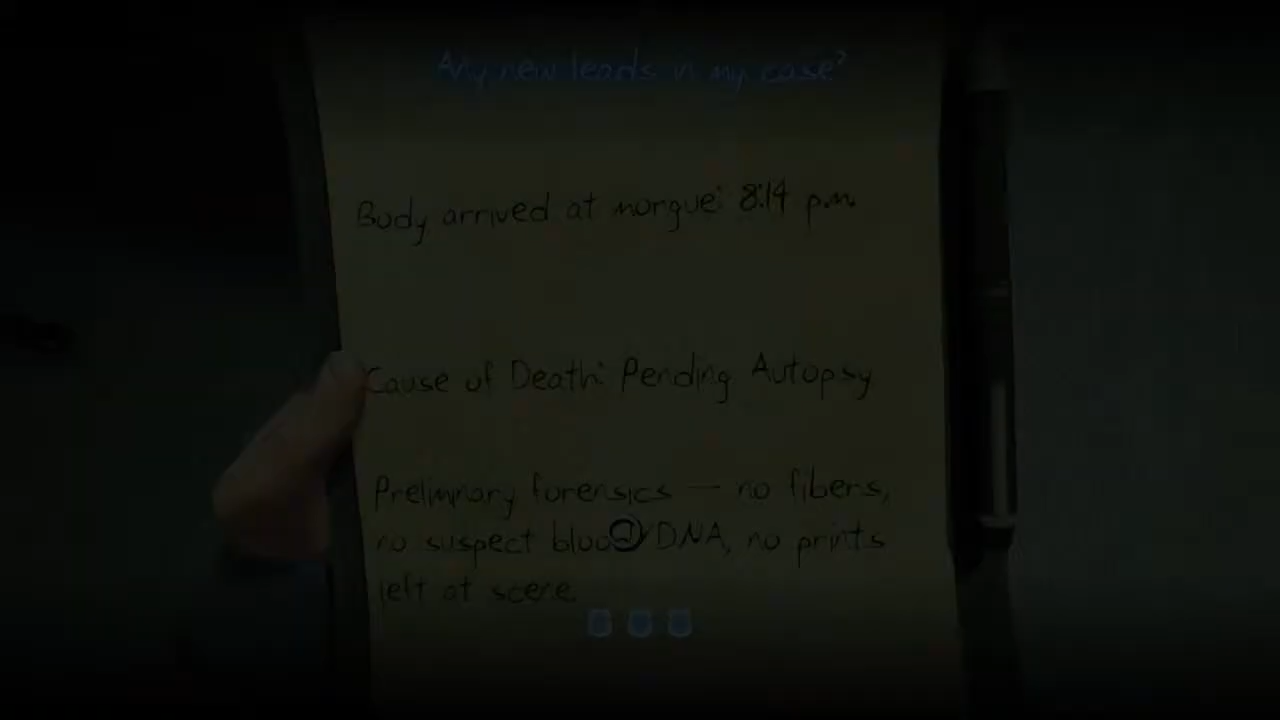 Any new leads in my case?
Body arrived at morgue: 8:14 p.m.
Cause of Death: Pending Autopsy
Preliminary forensics — no fibers,
no suspect blood/DNA, no prints
left at scene